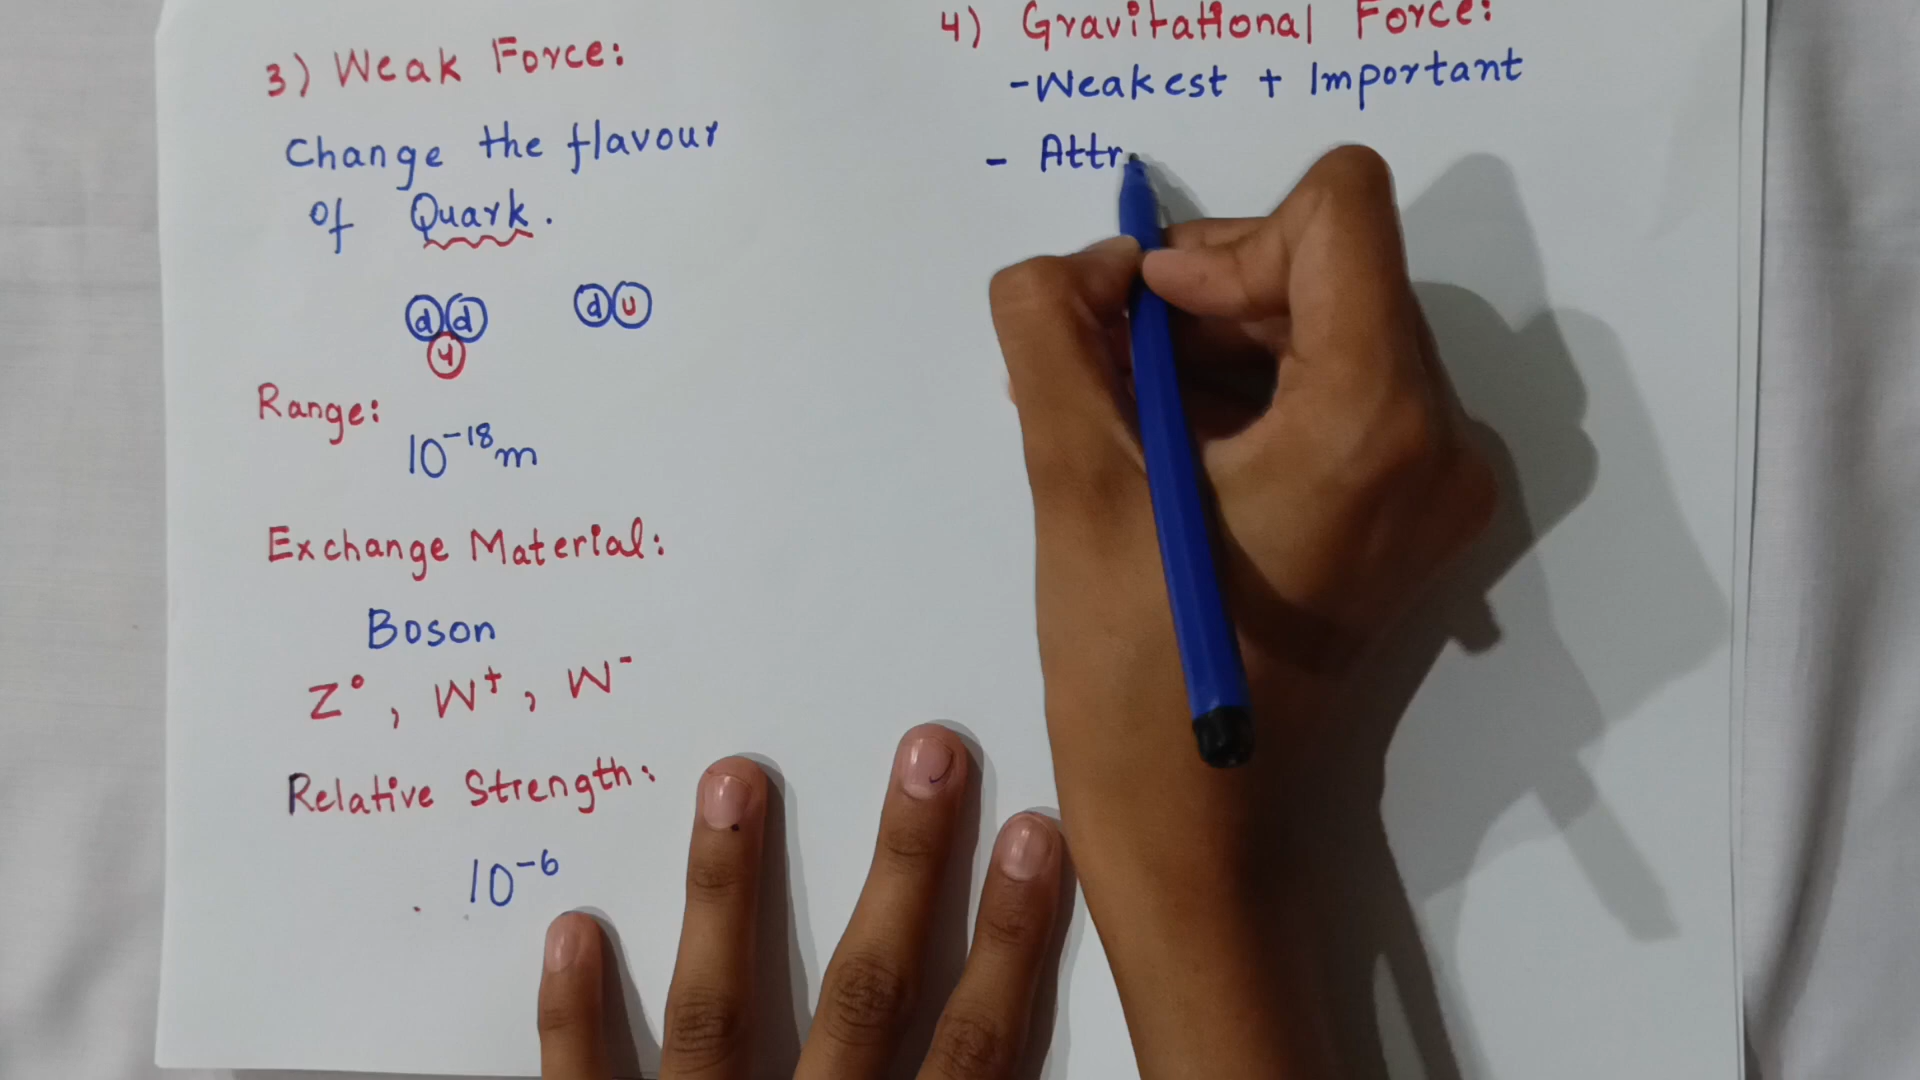 3) Weak Force:
Change the flavour
of Quark.
d d d u
u
Range:
10⁻¹⁸m
Exchange Material:
Boson
Z⁰, W⁺, W⁻
Relative Strength:
10⁻⁶
4) Gravitational Force:
-Weakest + Important
- Attr